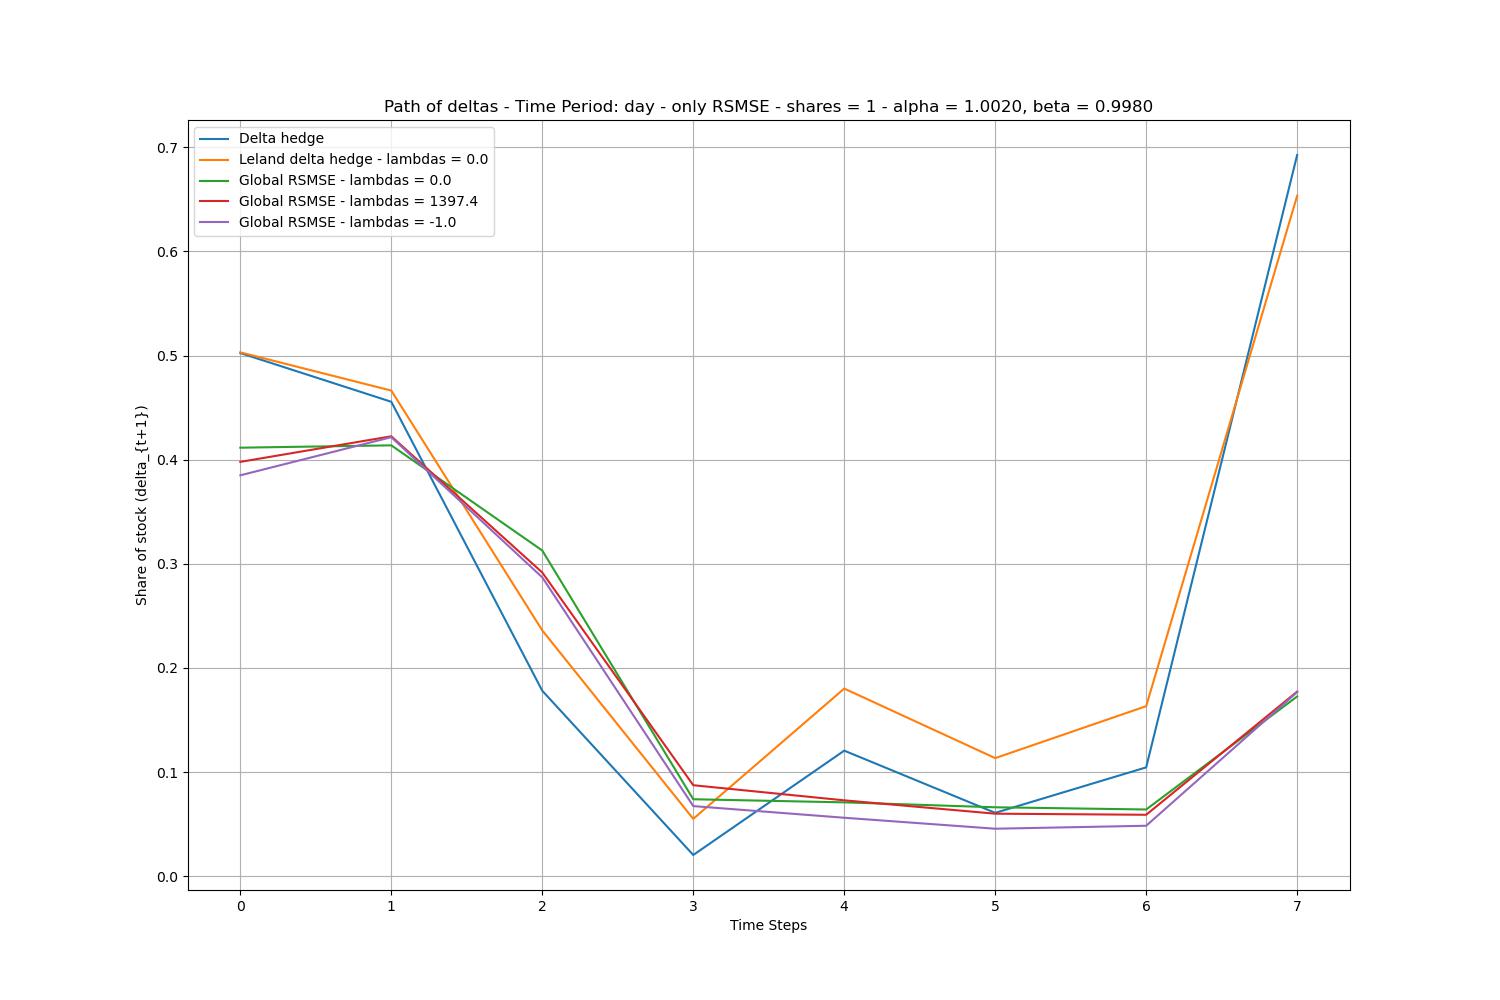 Path of deltas - Time Period: day - only RSMSE - shares = 1 - alpha = 1.0020, beta = 0.9980
Delta hedge
Leland delta hedge - lambdas = 0.0
Global RSMSE - lambdas = 0.0
Global RSMSE - lambdas = 1397.4
Global RSMSE - lambdas = -1.0
0.7
0.6
0.5
0.4
0.3
0.2
0.1
0.0
Share of stock (delta_{t+1})
0 1 2 3 4 5 6 7
Time Steps